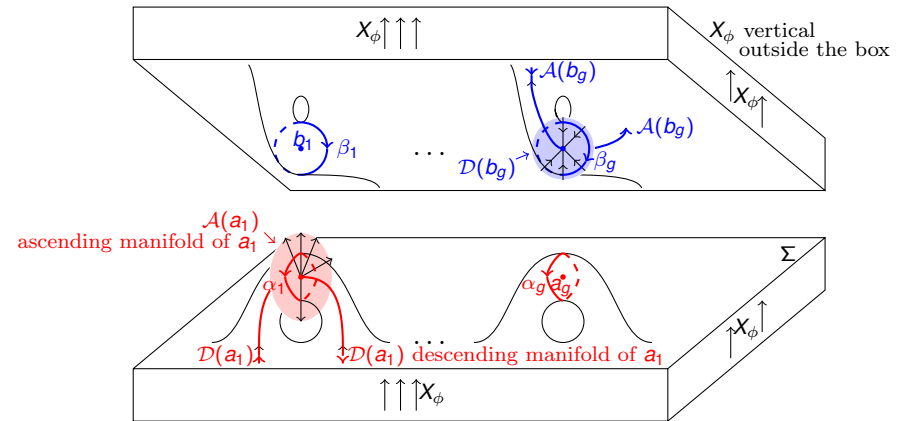 X_ϕ
X_ϕ vertical
outside the box
X_ϕ
𝒜(b_g)
𝒜(b_g)
b_1
β_1
. . .
𝒟(b_g)
β_g
𝒜(a_1)
ascending manifold of a_1
Σ
α_1
α_g a_g
X_ϕ
. . .
𝒟(a_1)
𝒟(a_1) descending manifold of a_1
X_ϕ